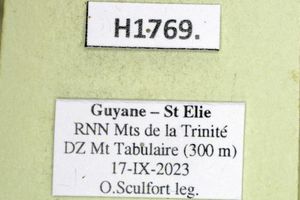 H1769.
Guyane – St Elie
RNN Mts de la Trinité
DZ Mt Tabulaire (300 m)
17-IX-2023
O.Sculfort leg.